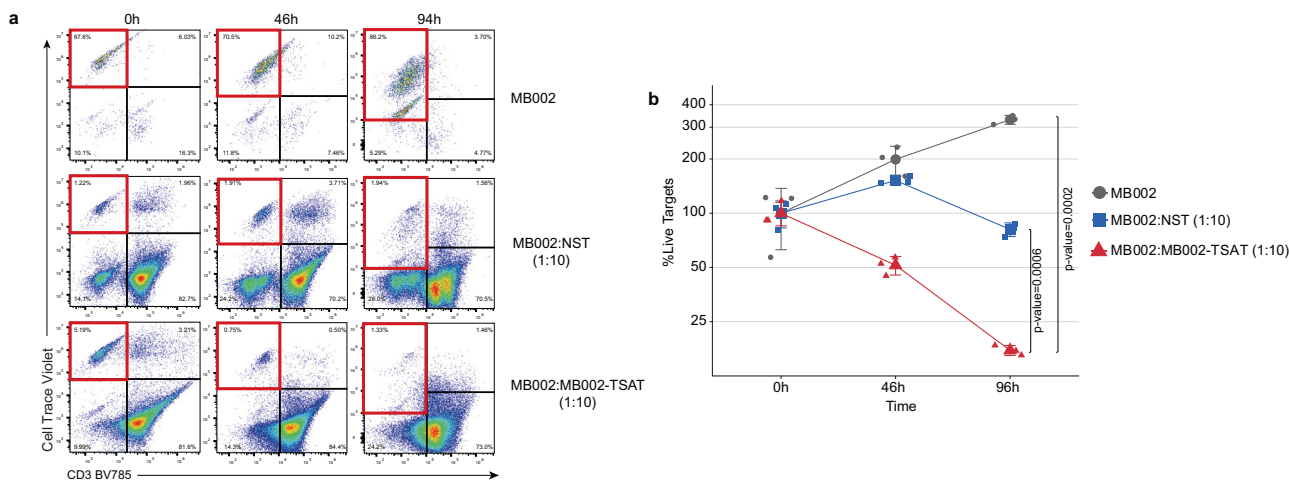 a
0h 46h 94h
67.6% 6.03% 70.5% 10.2% 86.2% 3.70%
10.1% 16.3% 11.8% 7.46% 5.29% 4.77%
MB002
1.22% 1.96% 1.91% 3.71% 1.94% 1.56%
14.1% 82.7% 24.2% 70.2% 26.0% 70.5%
MB002:NST
(1:10)
5.19% 3.21% 0.75% 0.50% 1.33% 1.46%
9.99% 81.6% 14.3% 84.4% 24.2% 73.0%
MB002:MB002-TSAT
(1:10)
Cell Trace Violet
CD3 BV785
b
%Live Targets
400
300
200
100
50
25
0h 46h 96h
Time
p-value=0.0006
p-value=0.0002
MB002
MB002:NST (1:10)
MB002:MB002-TSAT (1:10)